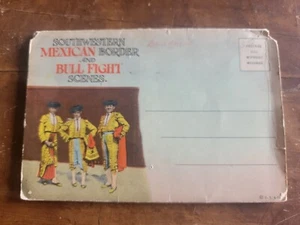 SOUTHWESTERN
MEXICAN BORDER
AND
BULL FIGHT
SCENES.